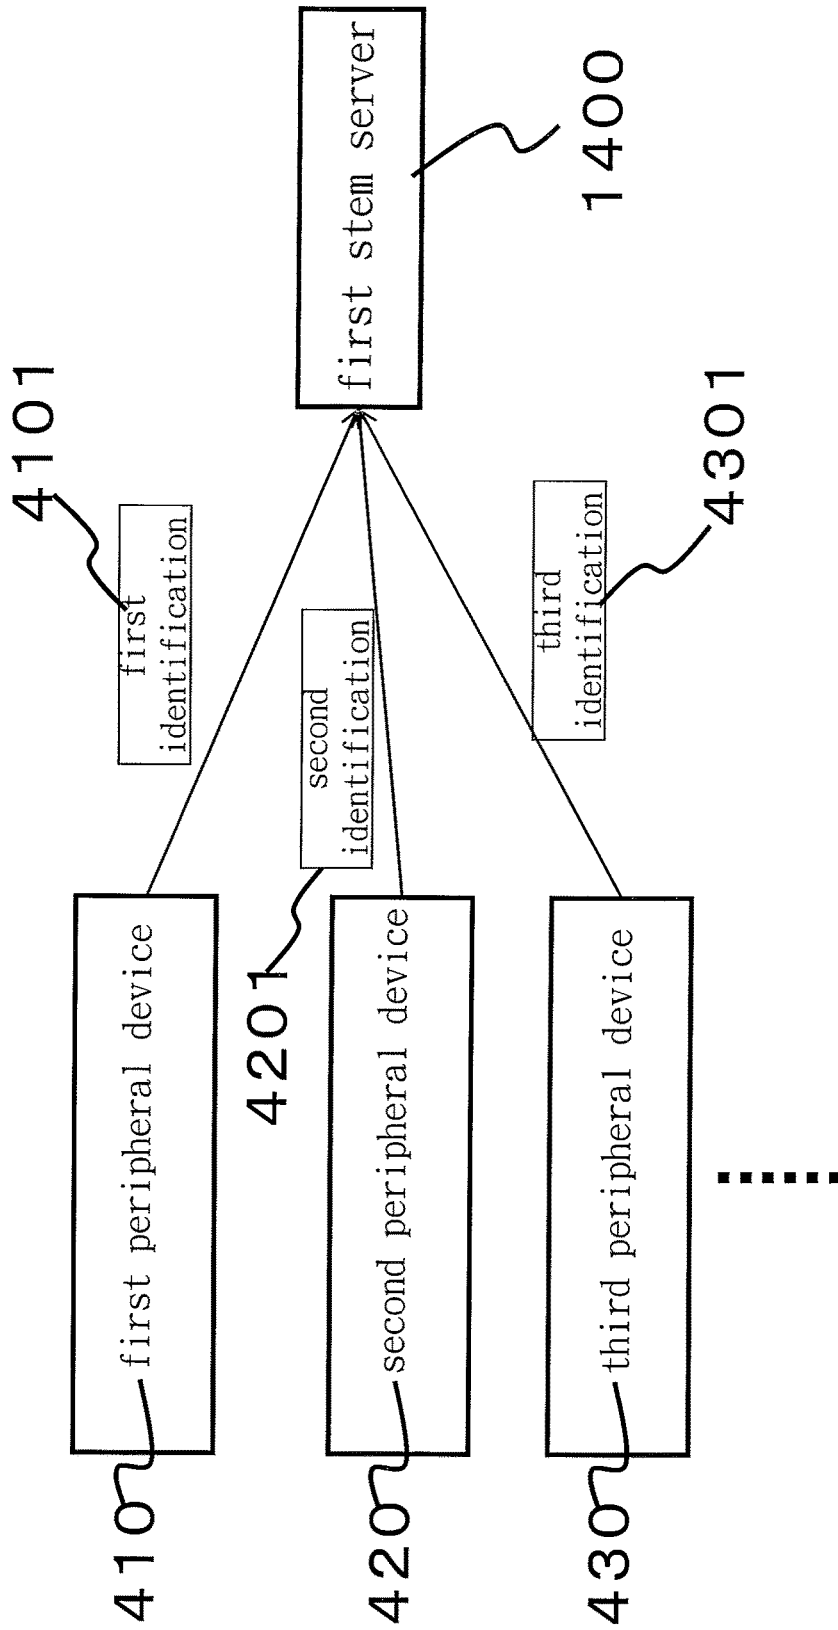 410
first peripheral device
4101
first
identification
420
second peripheral device
4201
second
identification
430
third peripheral device
4301
third
identification
first stem server
1400